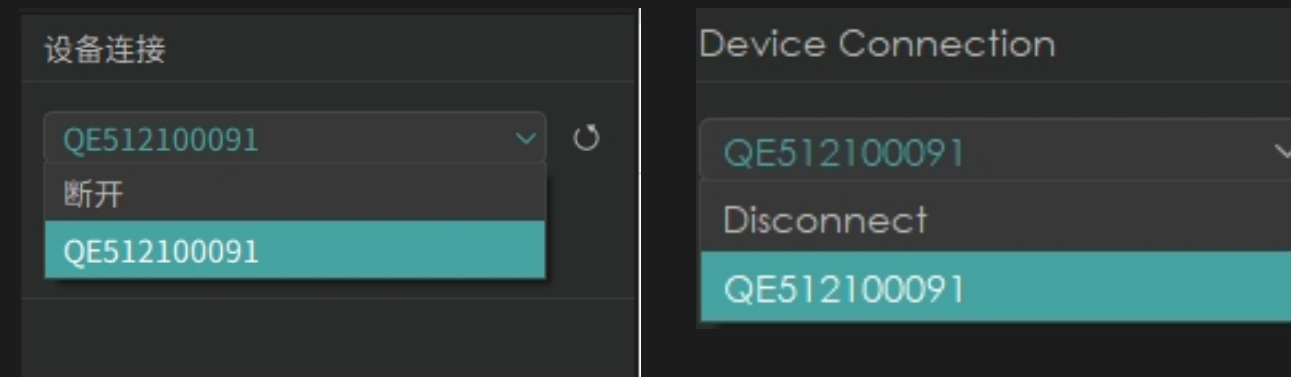 设备连接
QE512100091
断开
QE512100091
Device Connection
QE512100091
Disconnect
QE512100091